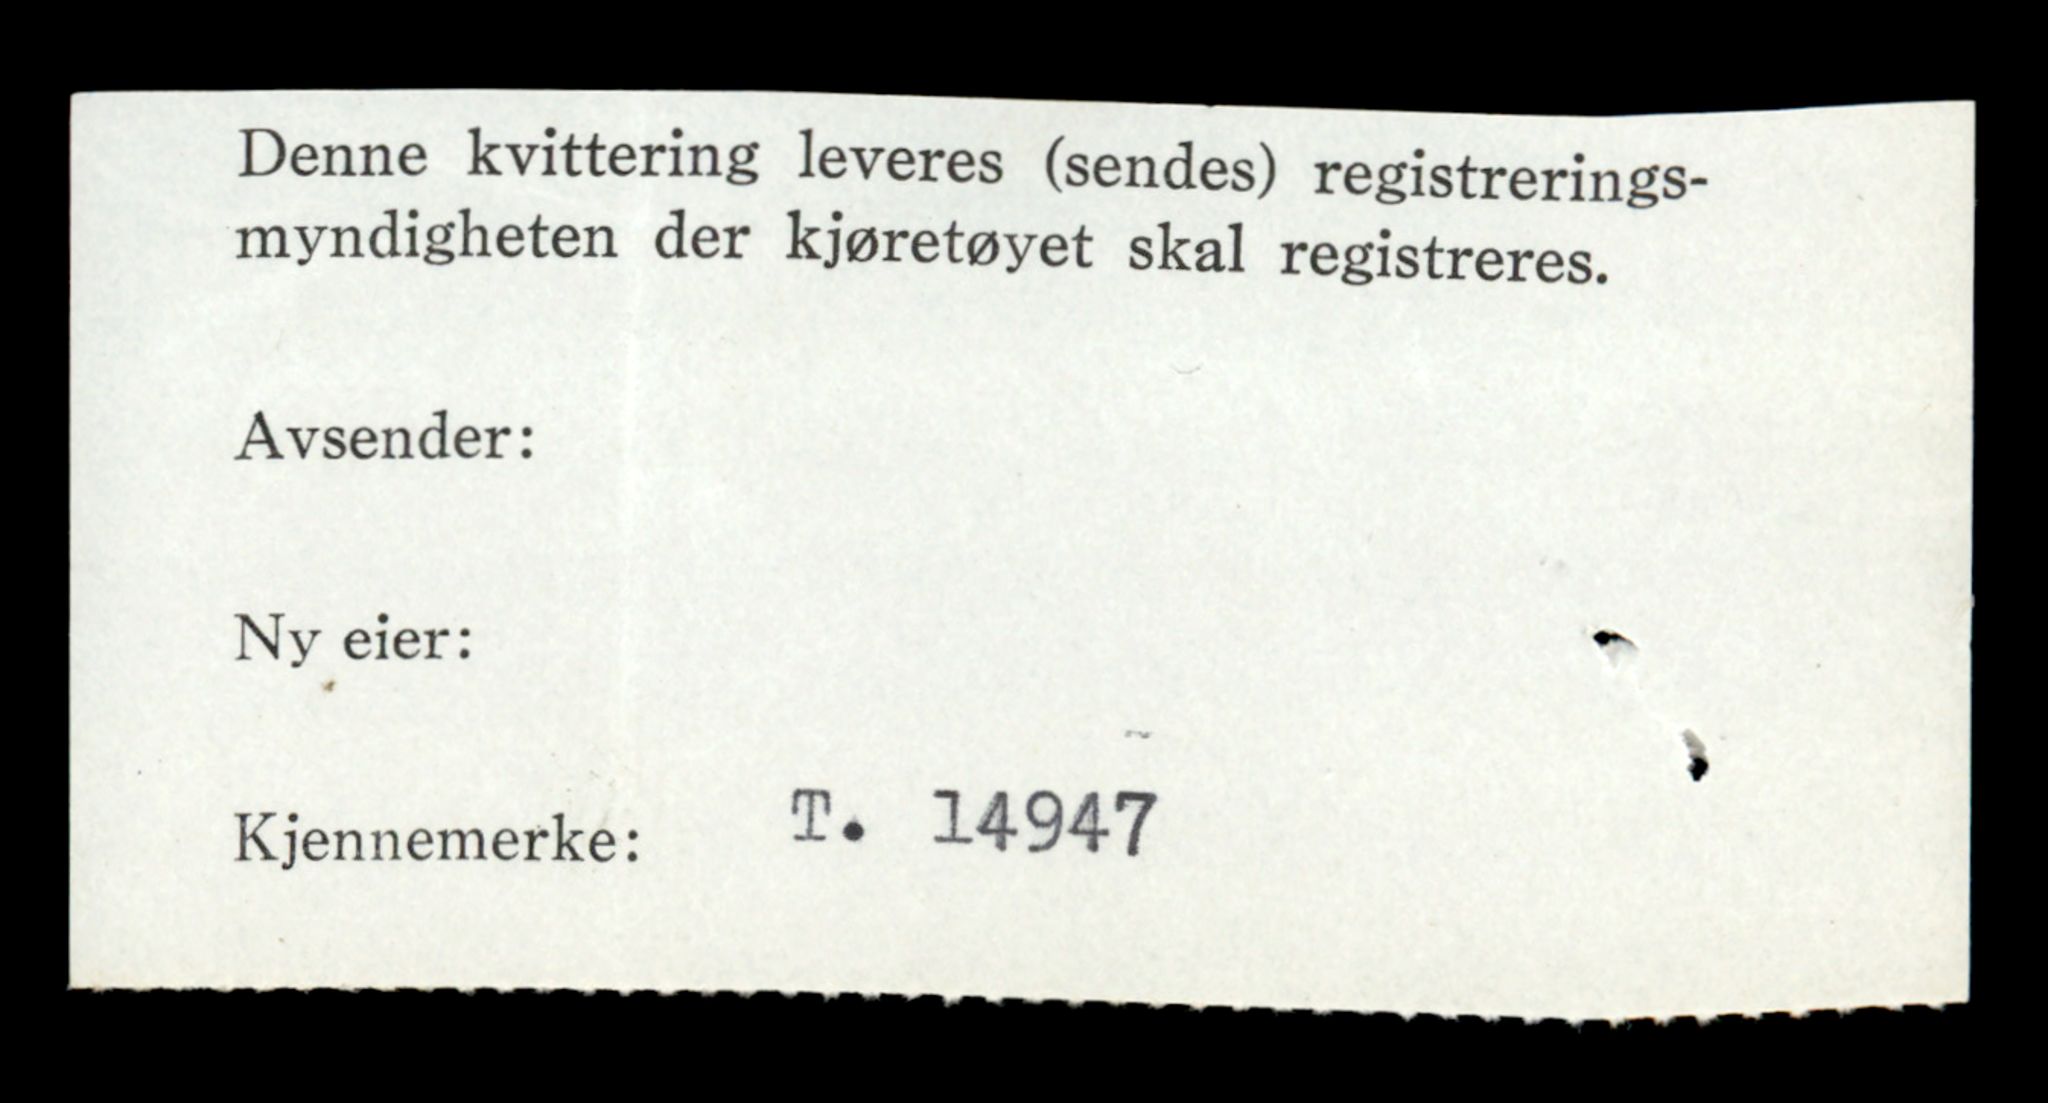 Denne kvittering leveres (sendes) registrerings-
myndigheten der kjøretøyet skal registreres.
Avsender:
Ny eier:
Kjennemerke: T. 14947